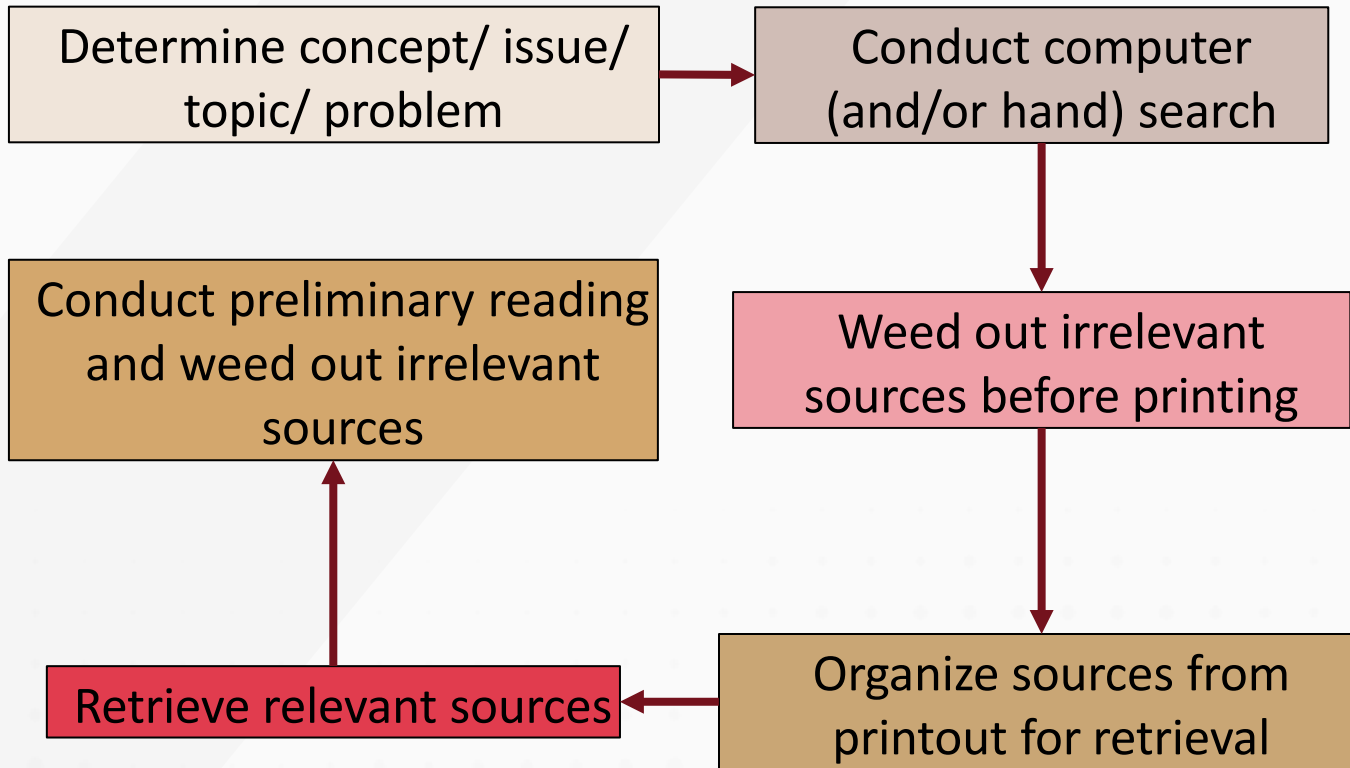 Determine concept/ issue/
topic/ problem
Conduct computer
(and/or hand) search
Weed out irrelevant
sources before printing
Organize sources from
printout for retrieval
Retrieve relevant sources
Conduct preliminary reading
and weed out irrelevant
sources